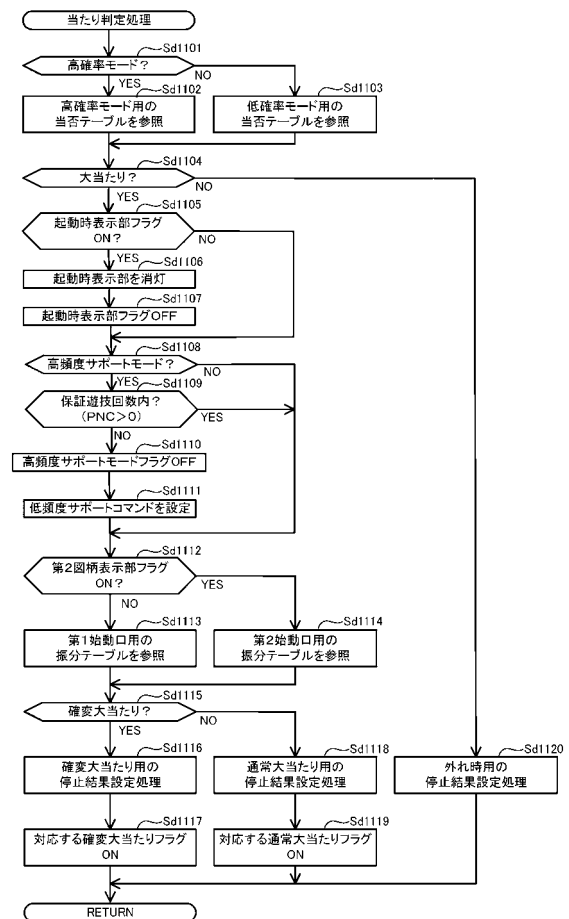 当たり判定処理
Sd1101
高確率モード?
YES
NO
Sd1102
高確率モード用の
当否テーブルを参照
Sd1103
低確率モード用の
当否テーブルを参照
Sd1104
大当たり?
YES
NO
Sd1105
起動時表示部フラグ
ON?
YES
NO
Sd1106
起動時表示部を消灯
Sd1107
起動時表示部フラグOFF
Sd1108
高頻度サポートモード?
YES
NO
Sd1109
保証遊技回数内?
(PNC>0)
YES
NO
Sd1110
高頻度サポートモードフラグOFF
Sd1111
低頻度サポートコマンドを設定
Sd1112
第2図柄表示部フラグ
ON?
YES
NO
Sd1113
第1始動口用の
振分テーブルを参照
Sd1114
第2始動口用の
振分テーブルを参照
Sd1115
確変大当たり?
YES
NO
Sd1116
確変大当たり用の
停止結果設定処理
Sd1118
通常大当たり用の
停止結果設定処理
Sd1120
外れ時用の
停止結果設定処理
Sd1117
対応する確変大当たりフラグ
ON
Sd1119
対応する通常大当たりフラグ
ON
RETURN